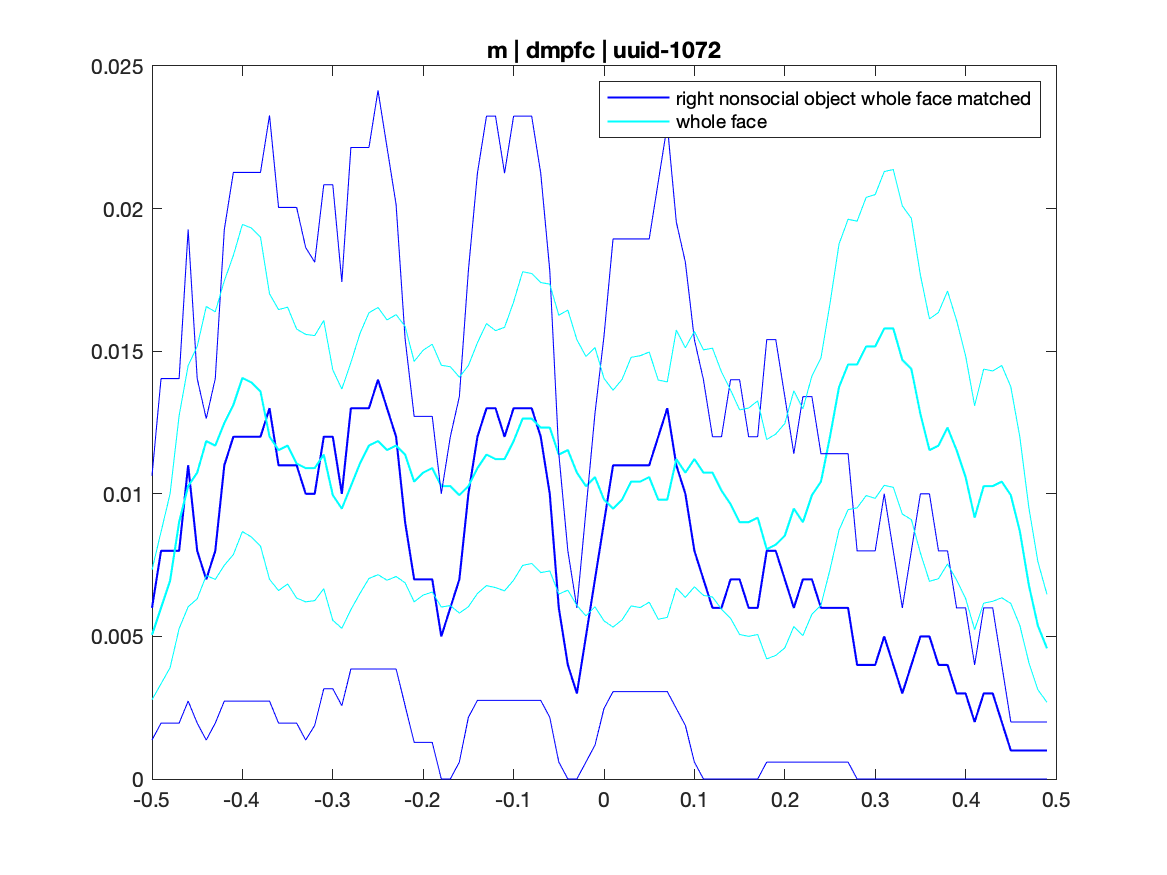 m | dmpfc | uuid-1072
0.025
0.02
0.015
0.01
0.005
0
right nonsocial object whole face matched
whole face
-0.5 -0.4 -0.3 -0.2 -0.1 0 0.1 0.2 0.3 0.4 0.5